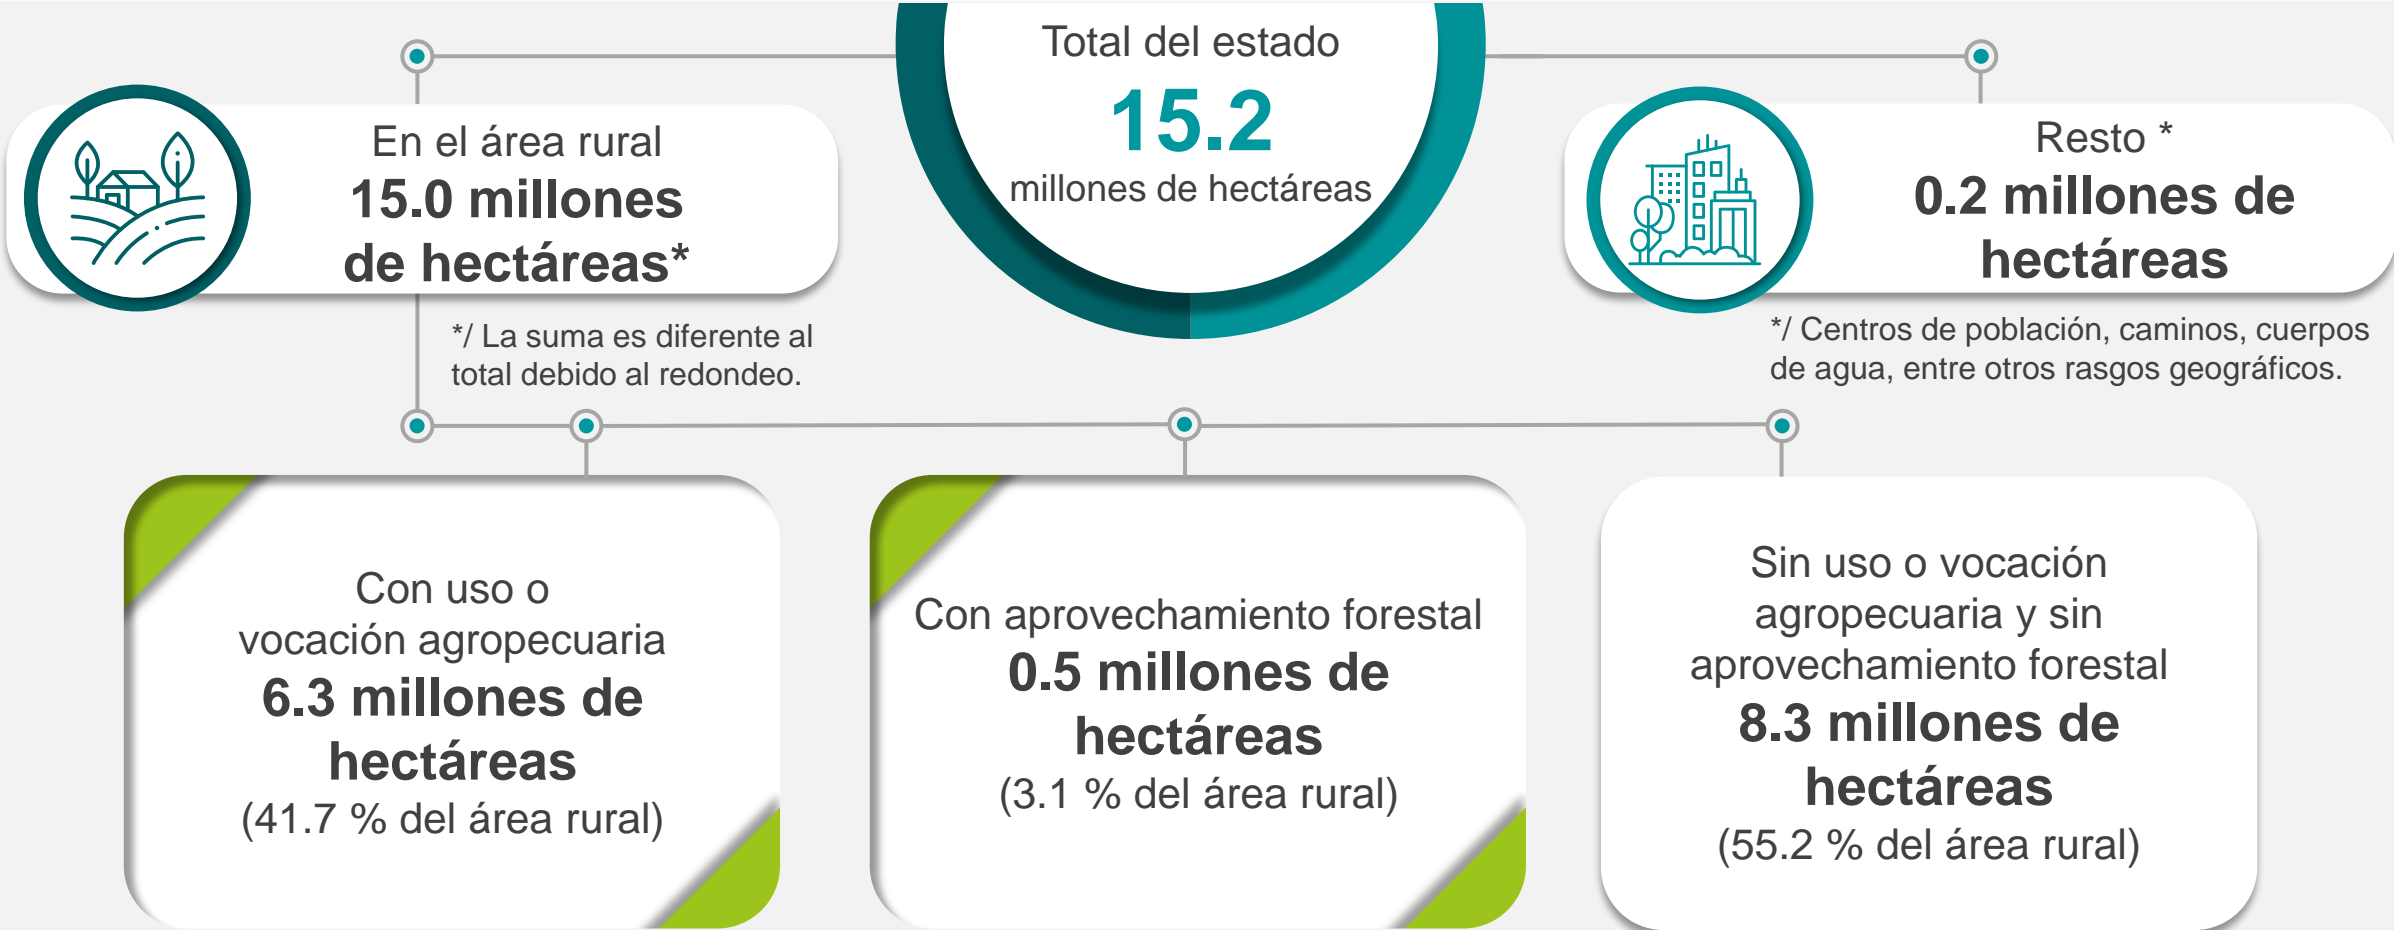 Total del estado
15.2
millones de hectáreas
En el área rural
15.0 millones
de hectáreas*
*/ La suma es diferente al
total debido al redondeo.
Resto *
0.2 millones de
hectáreas
*/ Centros de población, caminos, cuerpos
de agua, entre otros rasgos geográficos.
Con uso o
vocación agropecuaria
6.3 millones de
hectáreas
(41.7 % del área rural)
Con aprovechamiento forestal
0.5 millones de
hectáreas
(3.1 % del área rural)
Sin uso o vocación
agropecuaria y sin
aprovechamiento forestal
8.3 millones de
hectáreas
(55.2 % del área rural)